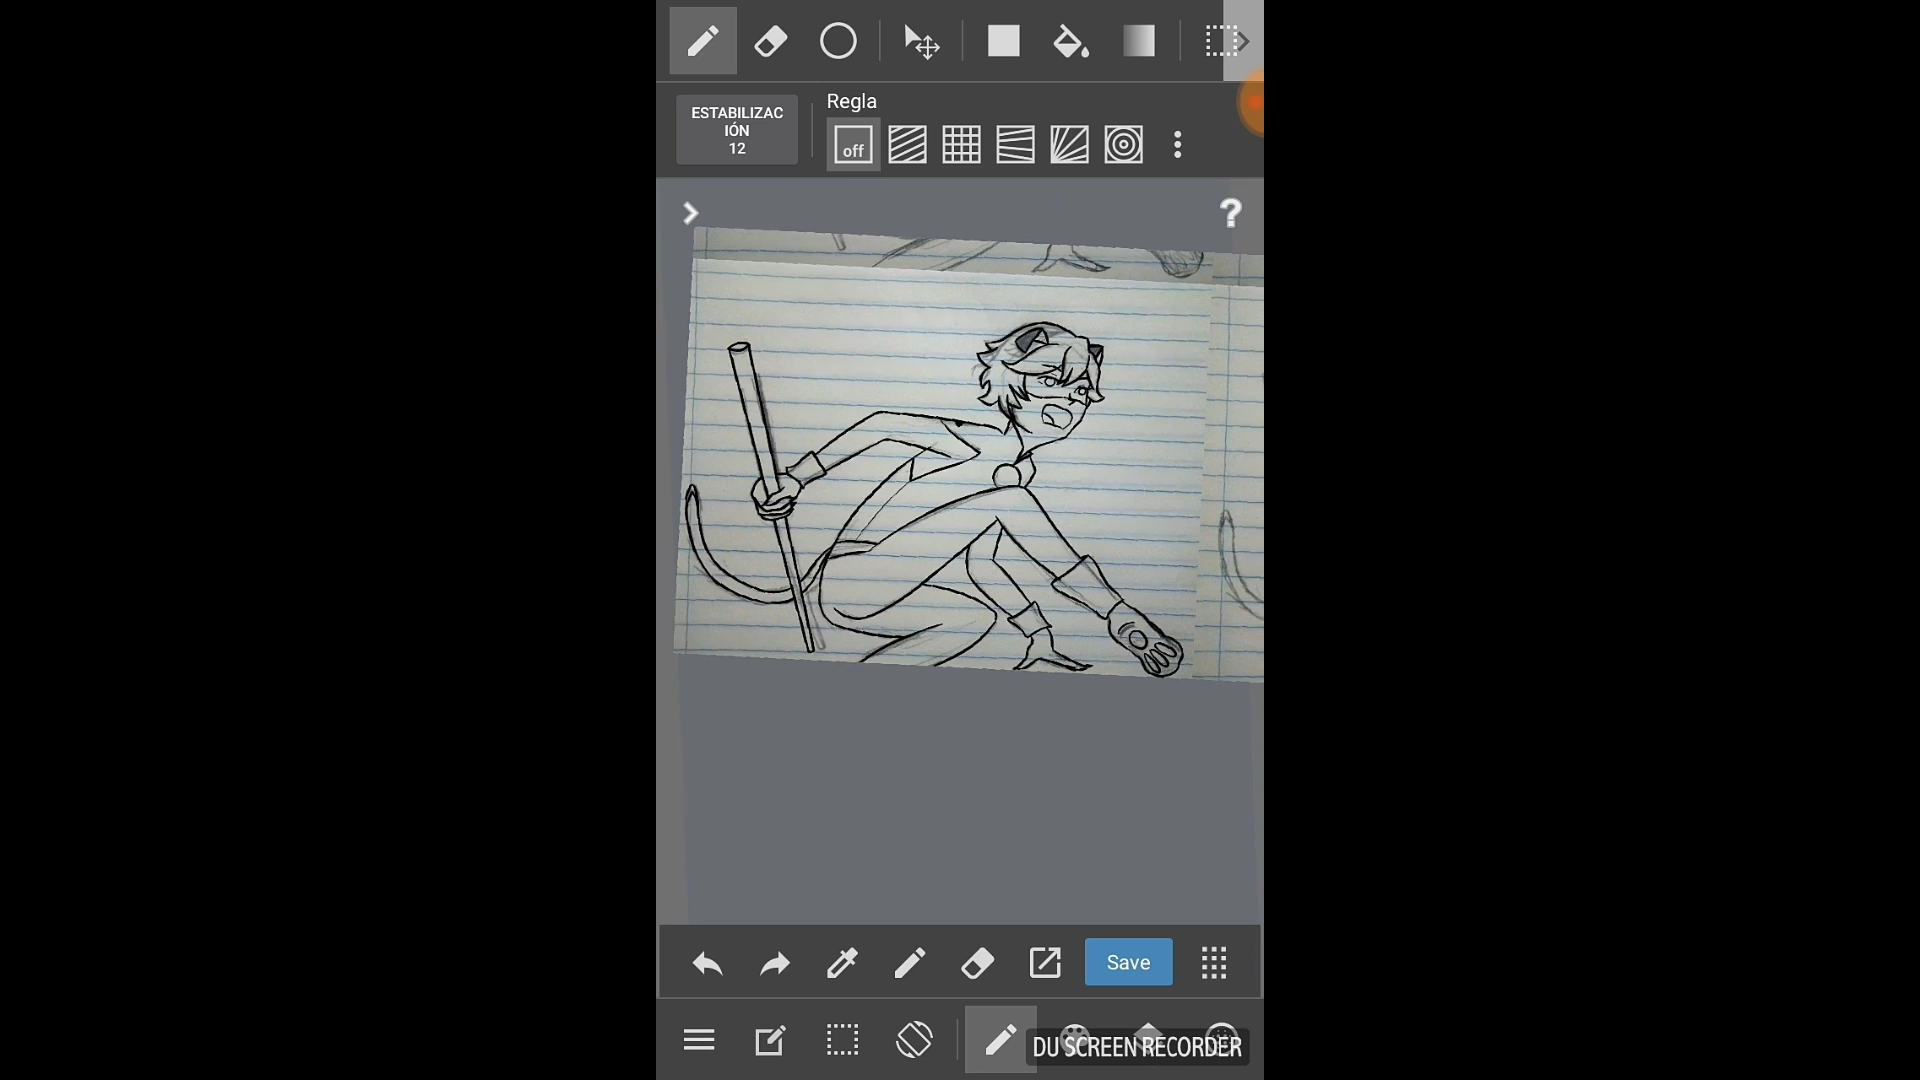 Regla
ESTABILIZAC
IÓN
12
off
?
Save
DU SCREEN RECORDER